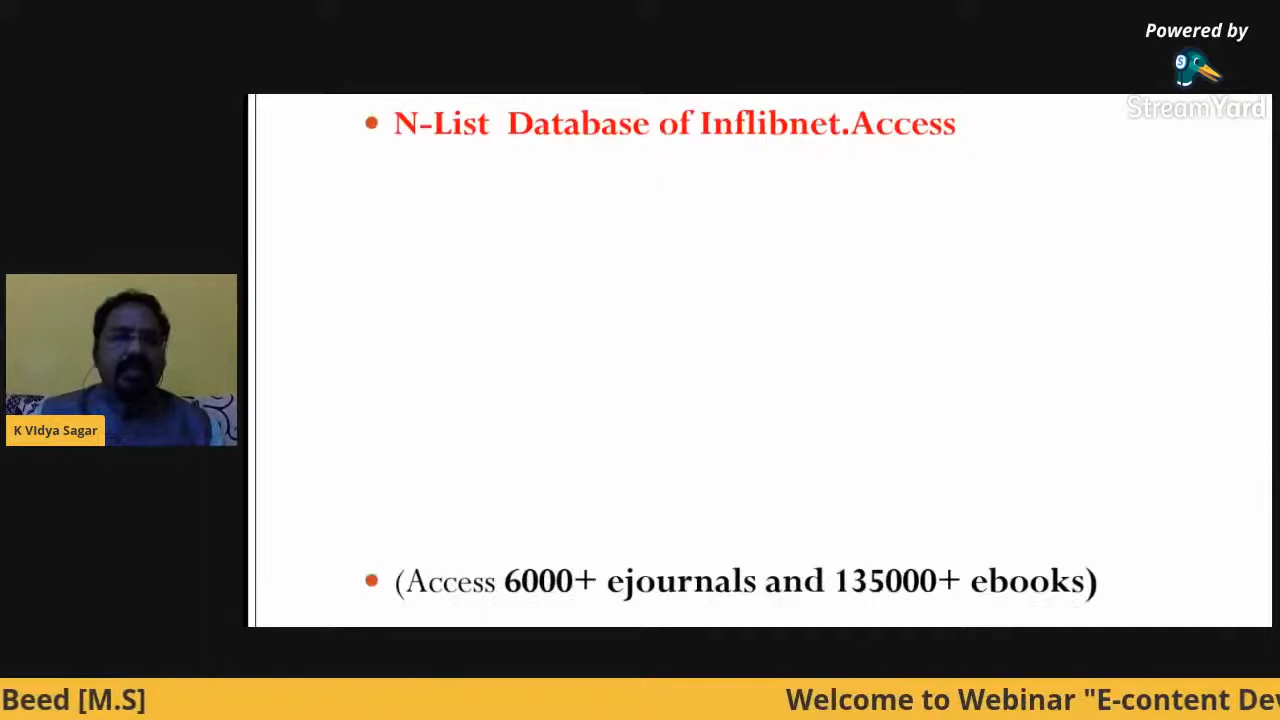 Powered by
StreamYard
• N-List Database of Inflibnet.Access
K VIdya Sagar
• (Access 6000+ ejournals and 135000+ ebooks)
Beed [M.S]
Welcome to Webinar "E-content